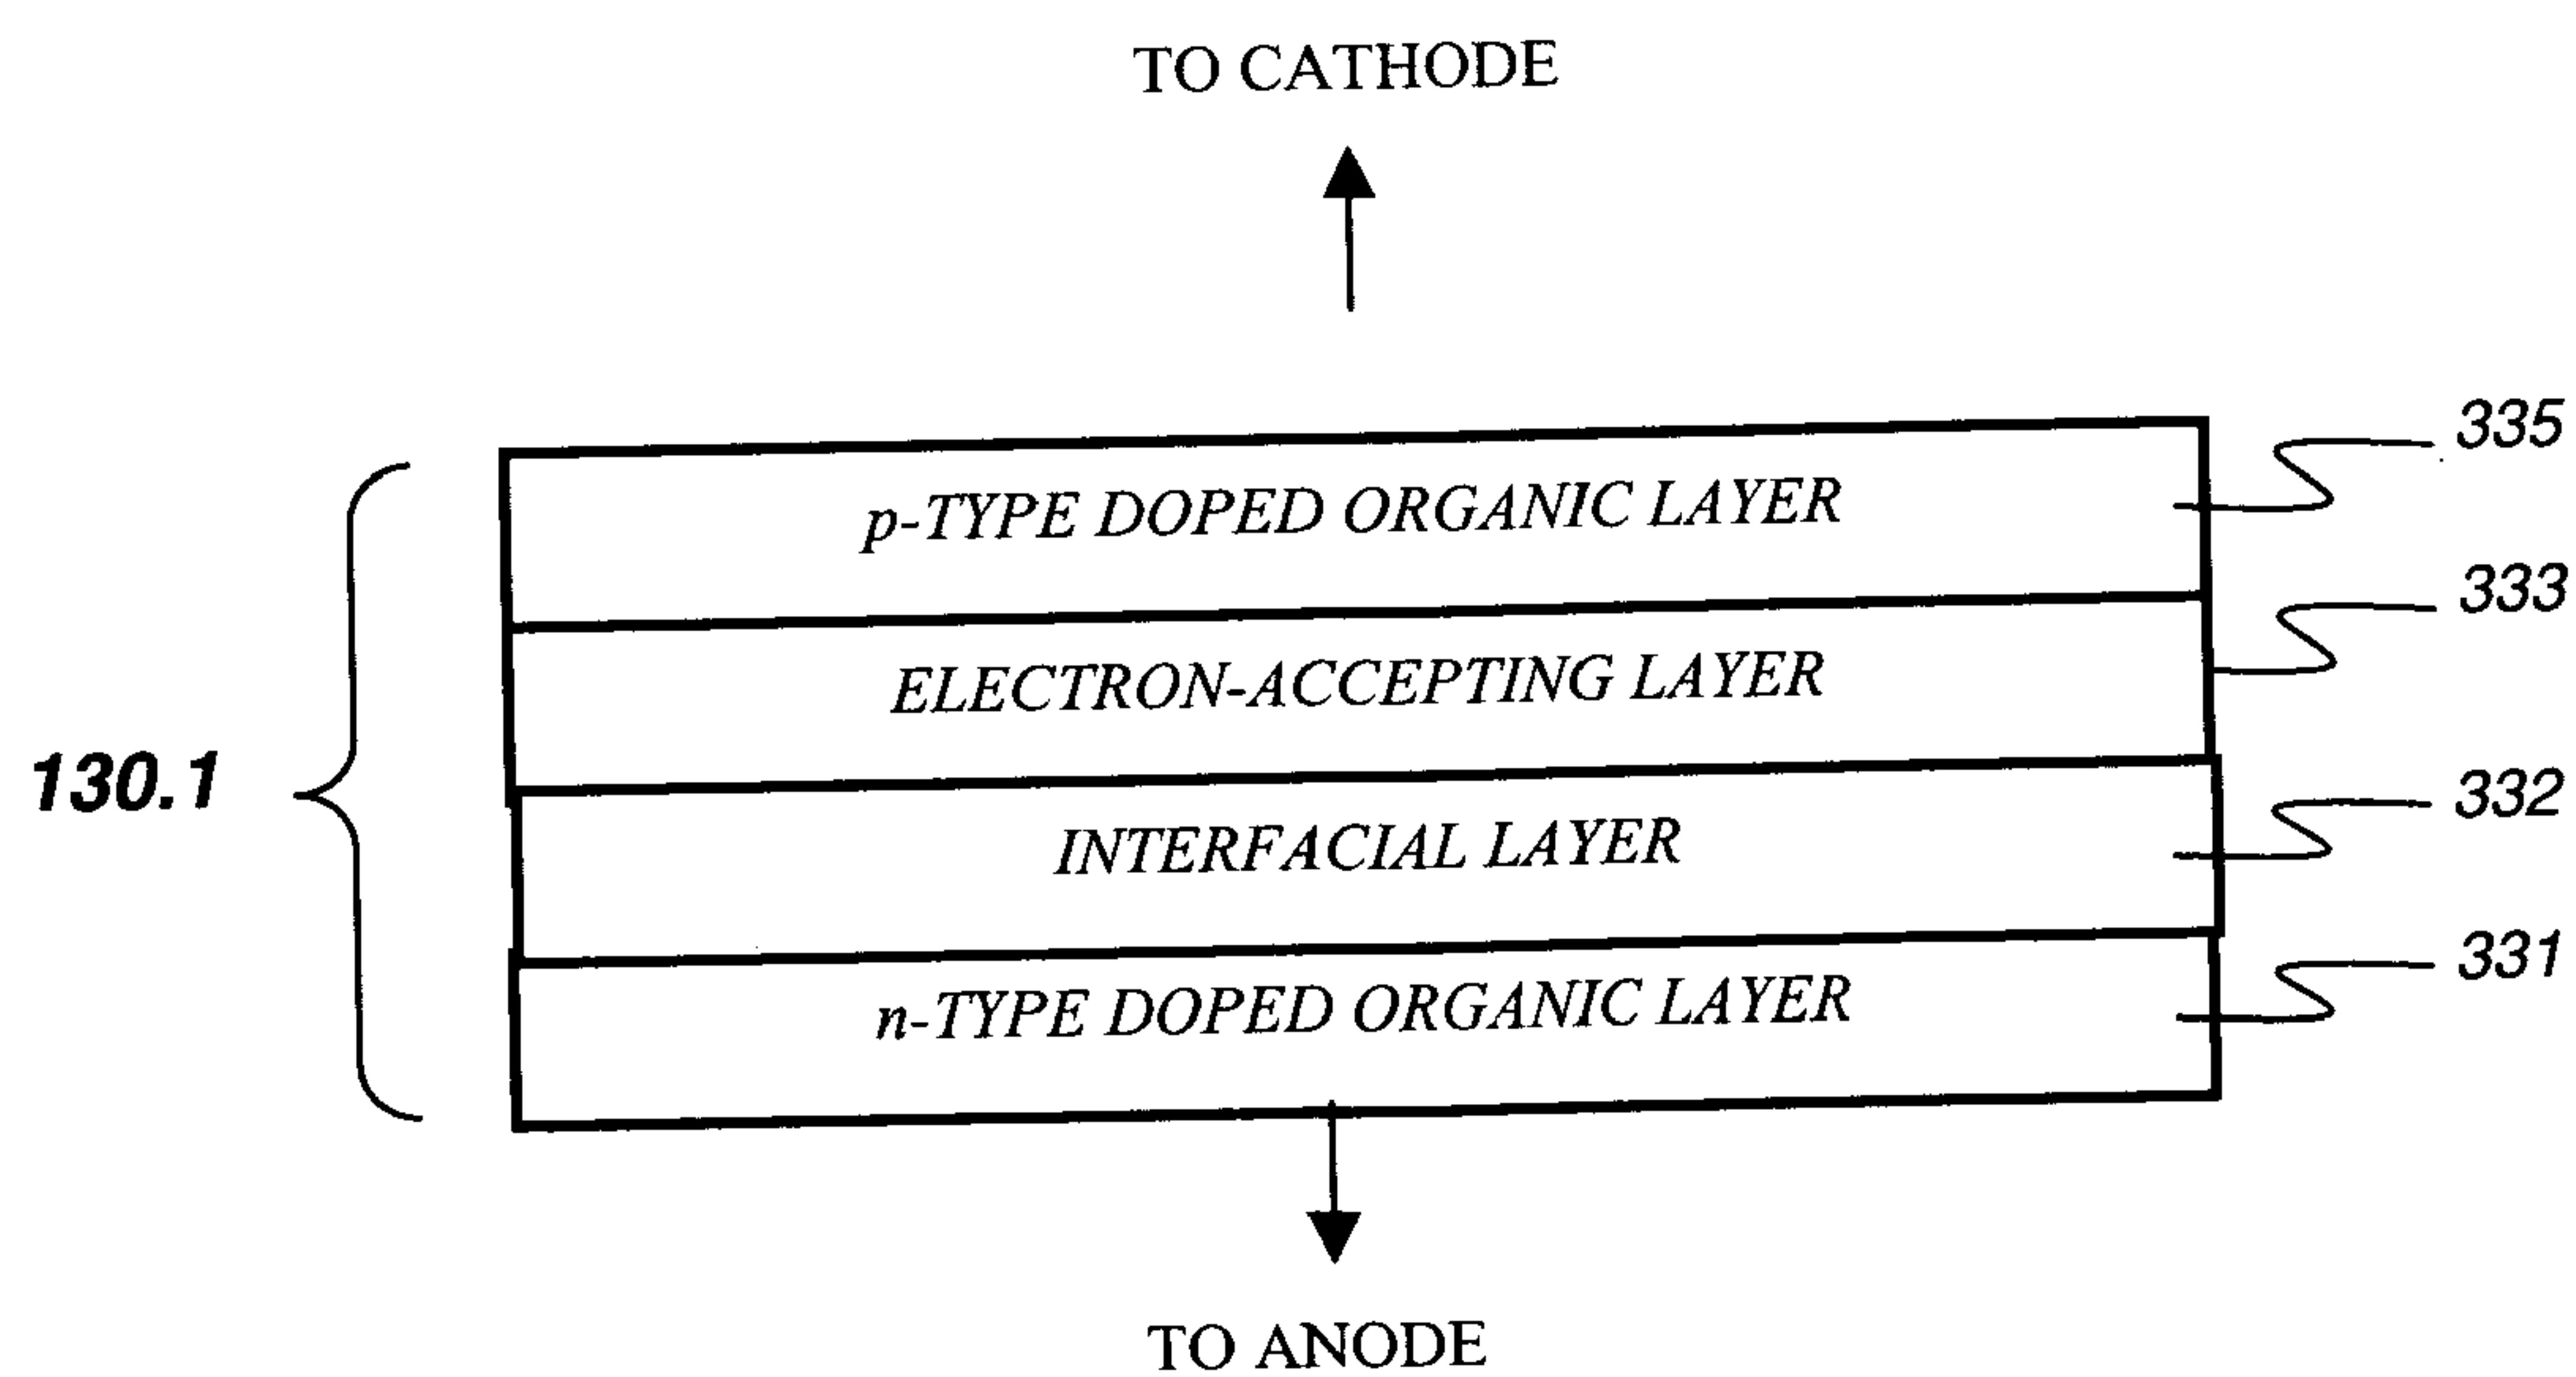 TO CATHODE
335
p-TYPE DOPED ORGANIC LAYER
333
ELECTRON-ACCEPTING LAYER
130.1
332
INTERFACIAL LAYER
331
n-TYPE DOPED ORGANIC LAYER
TO ANODE